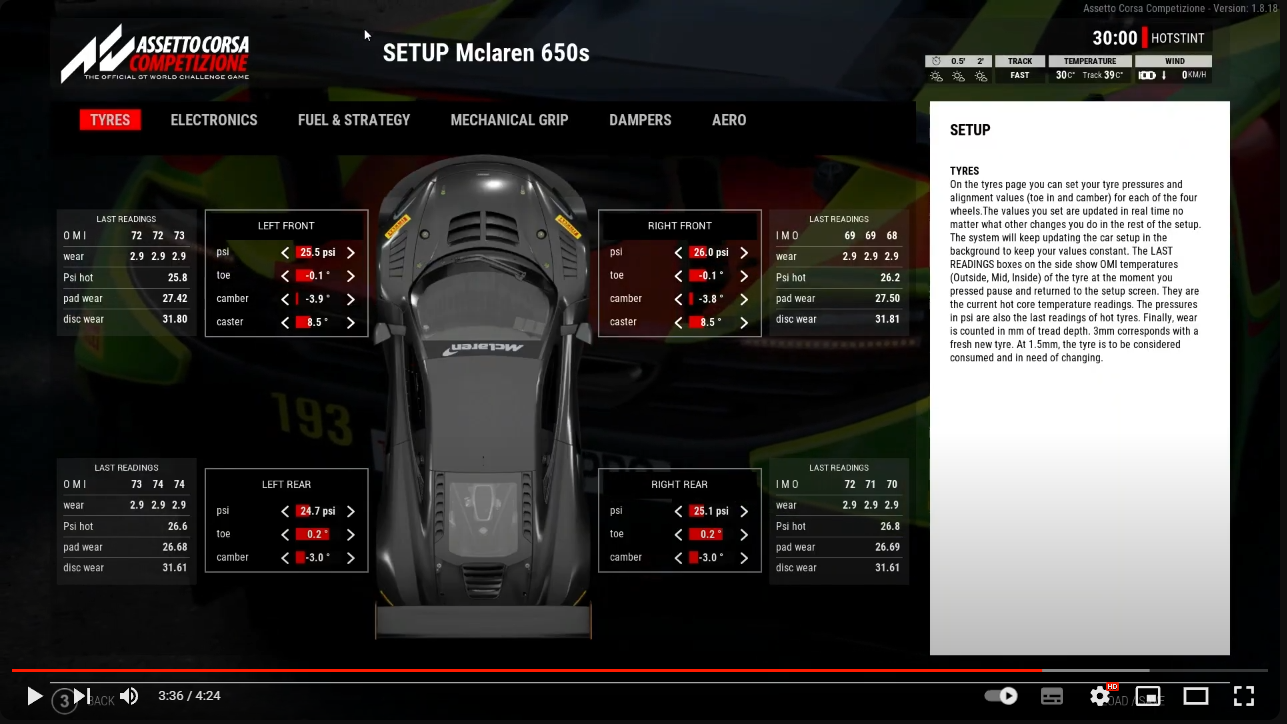 Assetto Corsa Competizione - Version: 1.8.18
ASSETTO CORSA
COMPETIZIONE
THE OFFICIAL GT WORLD CHALLENGE GAME
SETUP Mclaren 650s
30:00 HOTSTINT
0.5' 2' TRACK TEMPERATURE WIND
FAST 30C° Track 39C° 0KM/H
TYRES ELECTRONICS FUEL & STRATEGY MECHANICAL GRIP DAMPERS AERO
LAST READINGS
O M I 72 72 73
wear 2.9 2.9 2.9
Psi hot 25.8
pad wear 27.42
disc wear 31.80
LEFT FRONT
psi 25.5 psi
toe -0.1 °
camber -3.9 °
caster 8.5 °
RIGHT FRONT
psi 26.0 psi
toe -0.1 °
camber -3.8 °
caster 8.5 °
LAST READINGS
I M O 69 69 68
wear 2.9 2.9 2.9
Psi hot 26.2
pad wear 27.50
disc wear 31.81
Mclaren
193
LAST READINGS
O M I 73 74 74
wear 2.9 2.9 2.9
Psi hot 26.6
pad wear 26.68
disc wear 31.61
LEFT REAR
psi 24.7 psi
toe 0.2 °
camber -3.0 °
RIGHT REAR
psi 25.1 psi
toe 0.2 °
camber -3.0 °
LAST READINGS
I M O 72 71 70
wear 2.9 2.9 2.9
Psi hot 26.8
pad wear 26.69
disc wear 31.61
SETUP
TYRES
On the tyres page you can set your tyre pressures and
alignment values (toe in and camber) for each of the four
wheels.The values you set are updated in real time no
matter what other changes you do in the rest of the setup.
The system will keep updating the car setup in the
background to keep your values constant. The LAST
READINGS boxes on the side show OMI temperatures
(Outside, Mid, Inside) of the tyre at the moment you
pressed pause and returned to the setup screen. They are
the current hot core temperature readings. The pressures
in psi are also the last readings of hot tyres. Finally, wear
is counted in mm of tread depth. 3mm corresponds with a
fresh new tyre. At 1.5mm, the tyre is to be considered
consumed and in need of changing.
3 BACK
3:36 / 4:24
HD